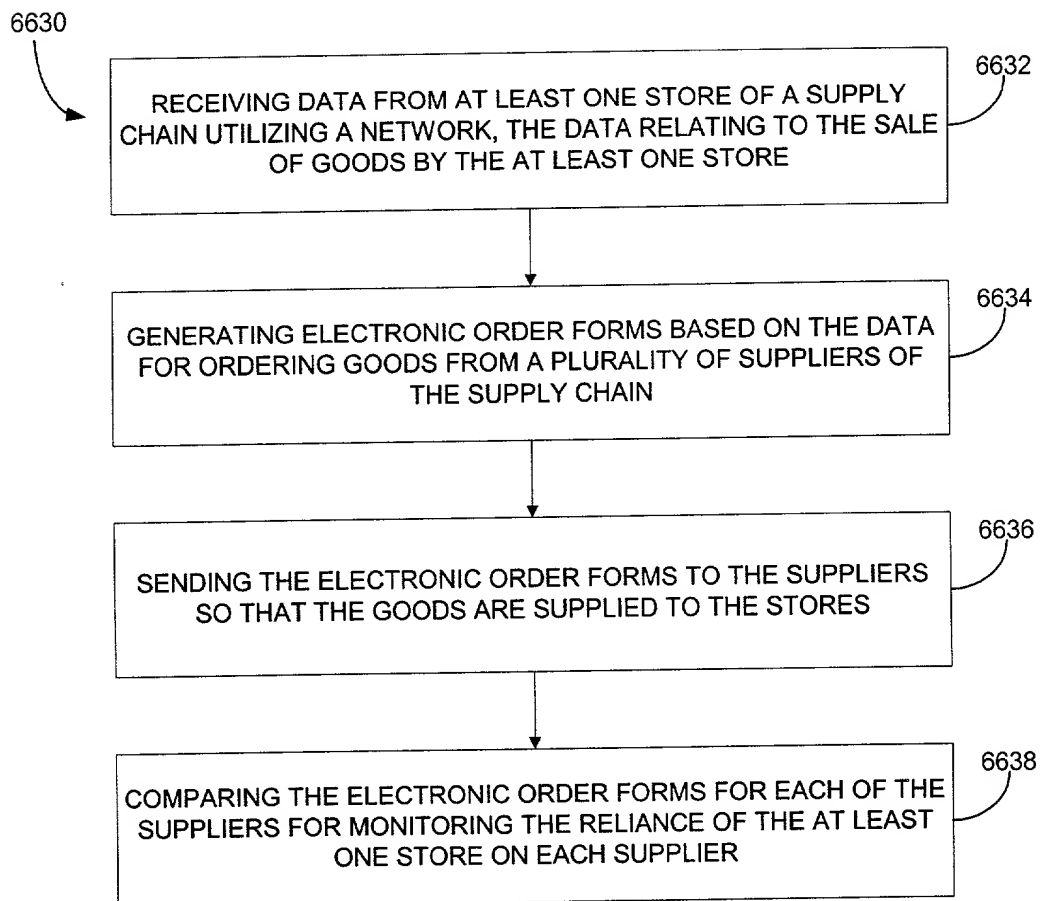 6630
6632
RECEIVING DATA FROM AT LEAST ONE STORE OF A SUPPLY
CHAIN UTILIZING A NETWORK, THE DATA RELATING TO THE SALE
OF GOODS BY THE AT LEAST ONE STORE
6634
GENERATING ELECTRONIC ORDER FORMS BASED ON THE DATA
FOR ORDERING GOODS FROM A PLURALITY OF SUPPLIERS OF
THE SUPPLY CHAIN
6636
SENDING THE ELECTRONIC ORDER FORMS TO THE SUPPLIERS
SO THAT THE GOODS ARE SUPPLIED TO THE STORES
6638
COMPARING THE ELECTRONIC ORDER FORMS FOR EACH OF THE
SUPPLIERS FOR MONITORING THE RELIANCE OF THE AT LEAST
ONE STORE ON EACH SUPPLIER